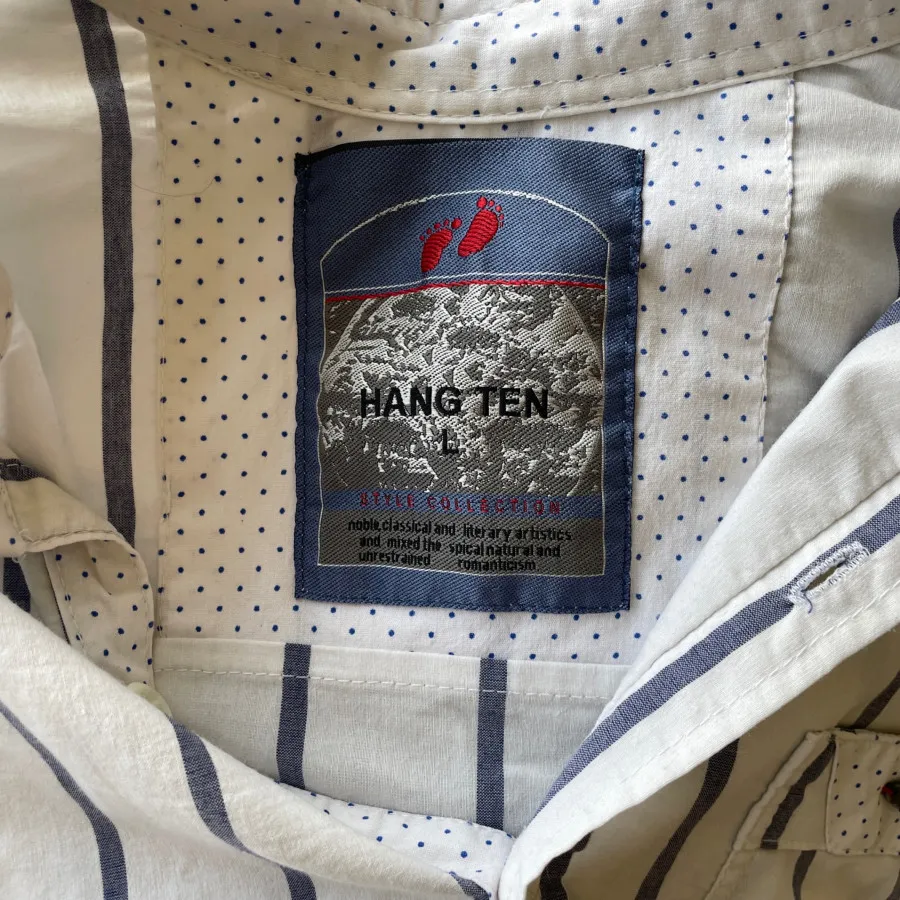 HANG TEN
L
STYLE COLLECTION
noble,classical and literary artistics
and mixed the spical natural and
unrestrained romanticism